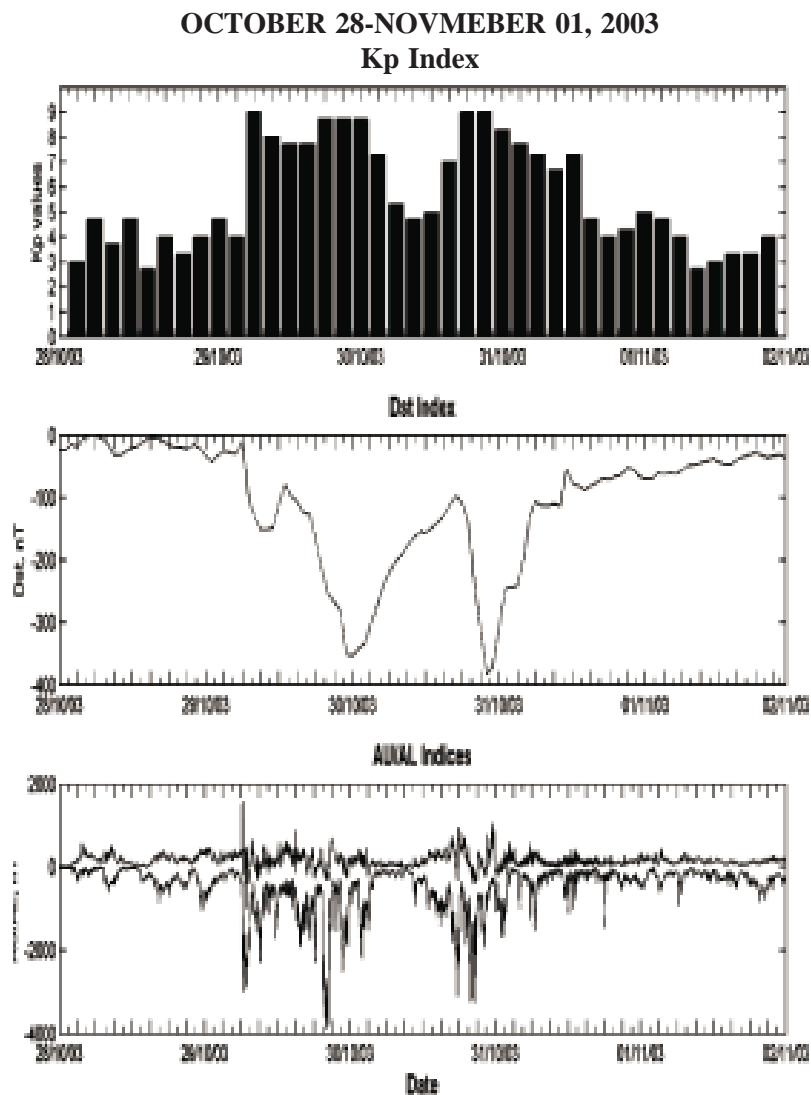 OCTOBER 28-NOVMEBER 01, 2003
Kp Index
Kp values
9
8
7
6
5
4
3
2
1
0
28/10/03 29/10/03 30/10/03 31/10/03 01/11/03 02/11/03
Dst Index
Dst, nT
0
-100
-200
-300
-400
28/10/03 29/10/03 30/10/03 31/10/03 01/11/03 02/11/03
AU/AL Indices
2000
0
-2000
-4000
28/10/03 29/10/03 30/10/03 31/10/03 01/11/03 02/11/03
Date